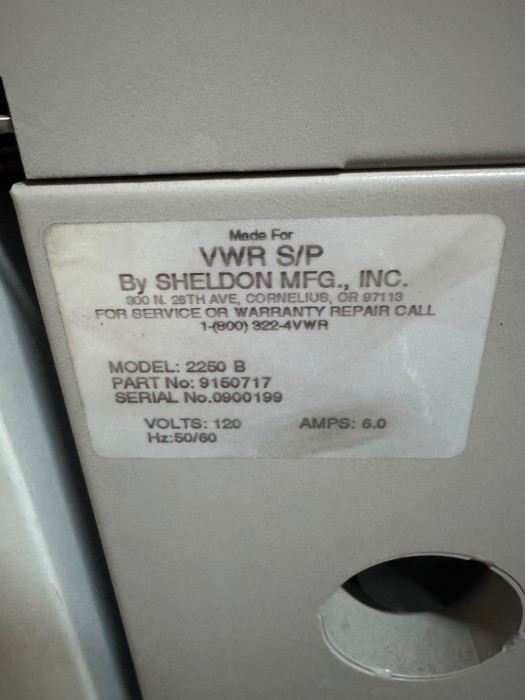 Made For
VWR S/P
By SHELDON MFG., INC.
300 N. 26TH AVE, CORNELIUS, OR 97113
FOR SERVICE OR WARRANTY REPAIR CALL
1-(800) 322-4VWR
MODEL: 2250 B
PART No: 9150717
SERIAL No.0900199
VOLTS: 120 AMPS: 6.0
Hz:50/60